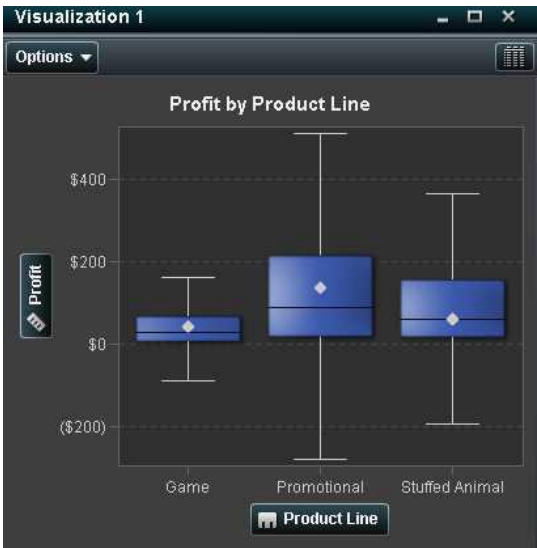 Visualization 1
Options
Profit by Product Line
$400
$200
$0
($200)
Profit
Game Promotional Stuffed Animal
Product Line